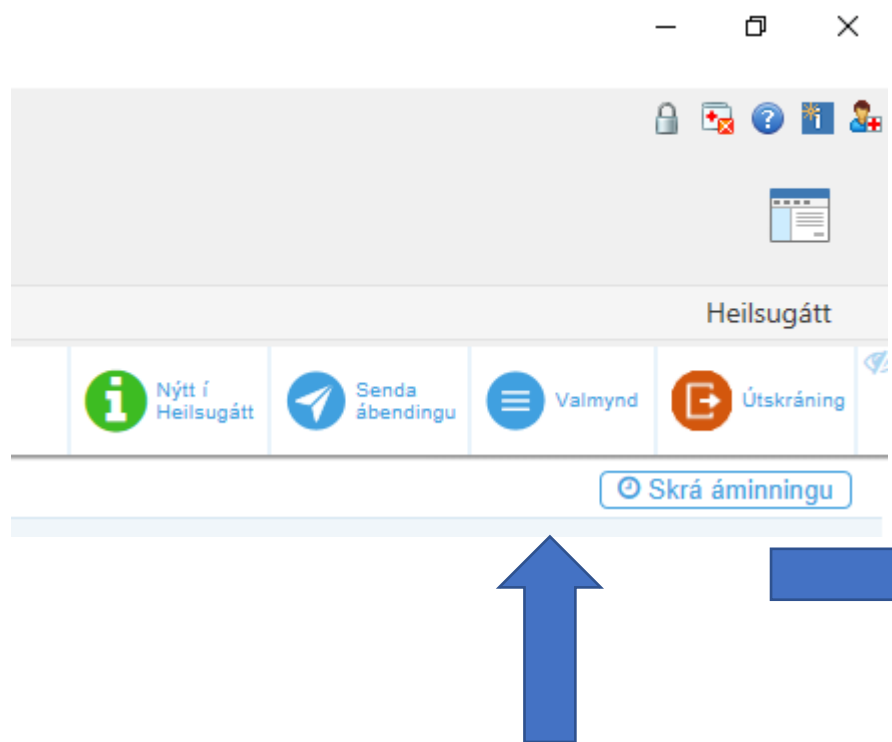 Heilsugátt
Nýtt í
Heilsugátt
Senda
ábendingu
Valmynd
Útskráning
Skrá áminningu